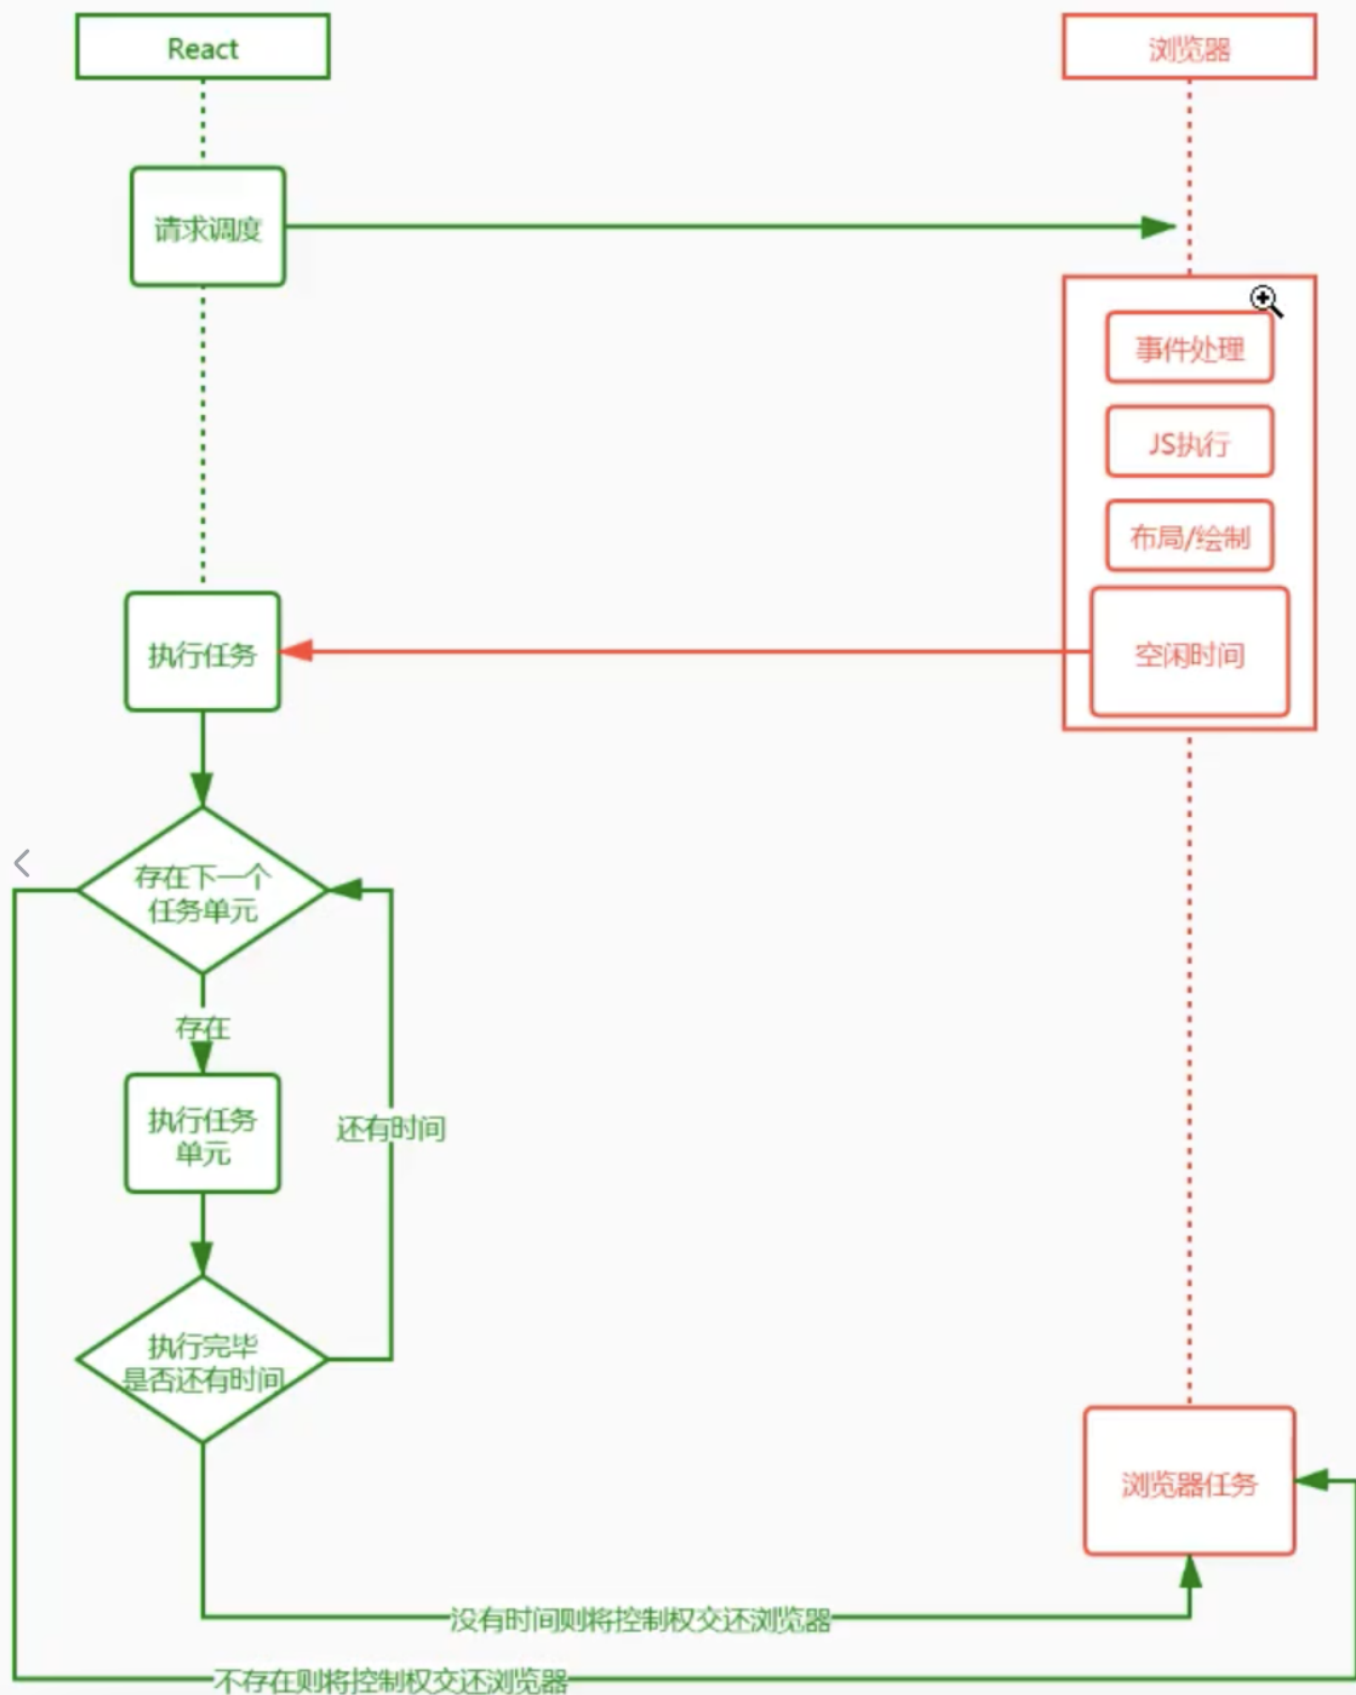 React
浏览器
请求调度
事件处理
JS执行
布局/绘制
执行任务
空闲时间
存在下一个
任务单元
存在
执行任务
单元
还有时间
执行完毕
是否还有时间
浏览器任务
没有时间则将控制权交还浏览器
不存在则将控制权交还浏览器